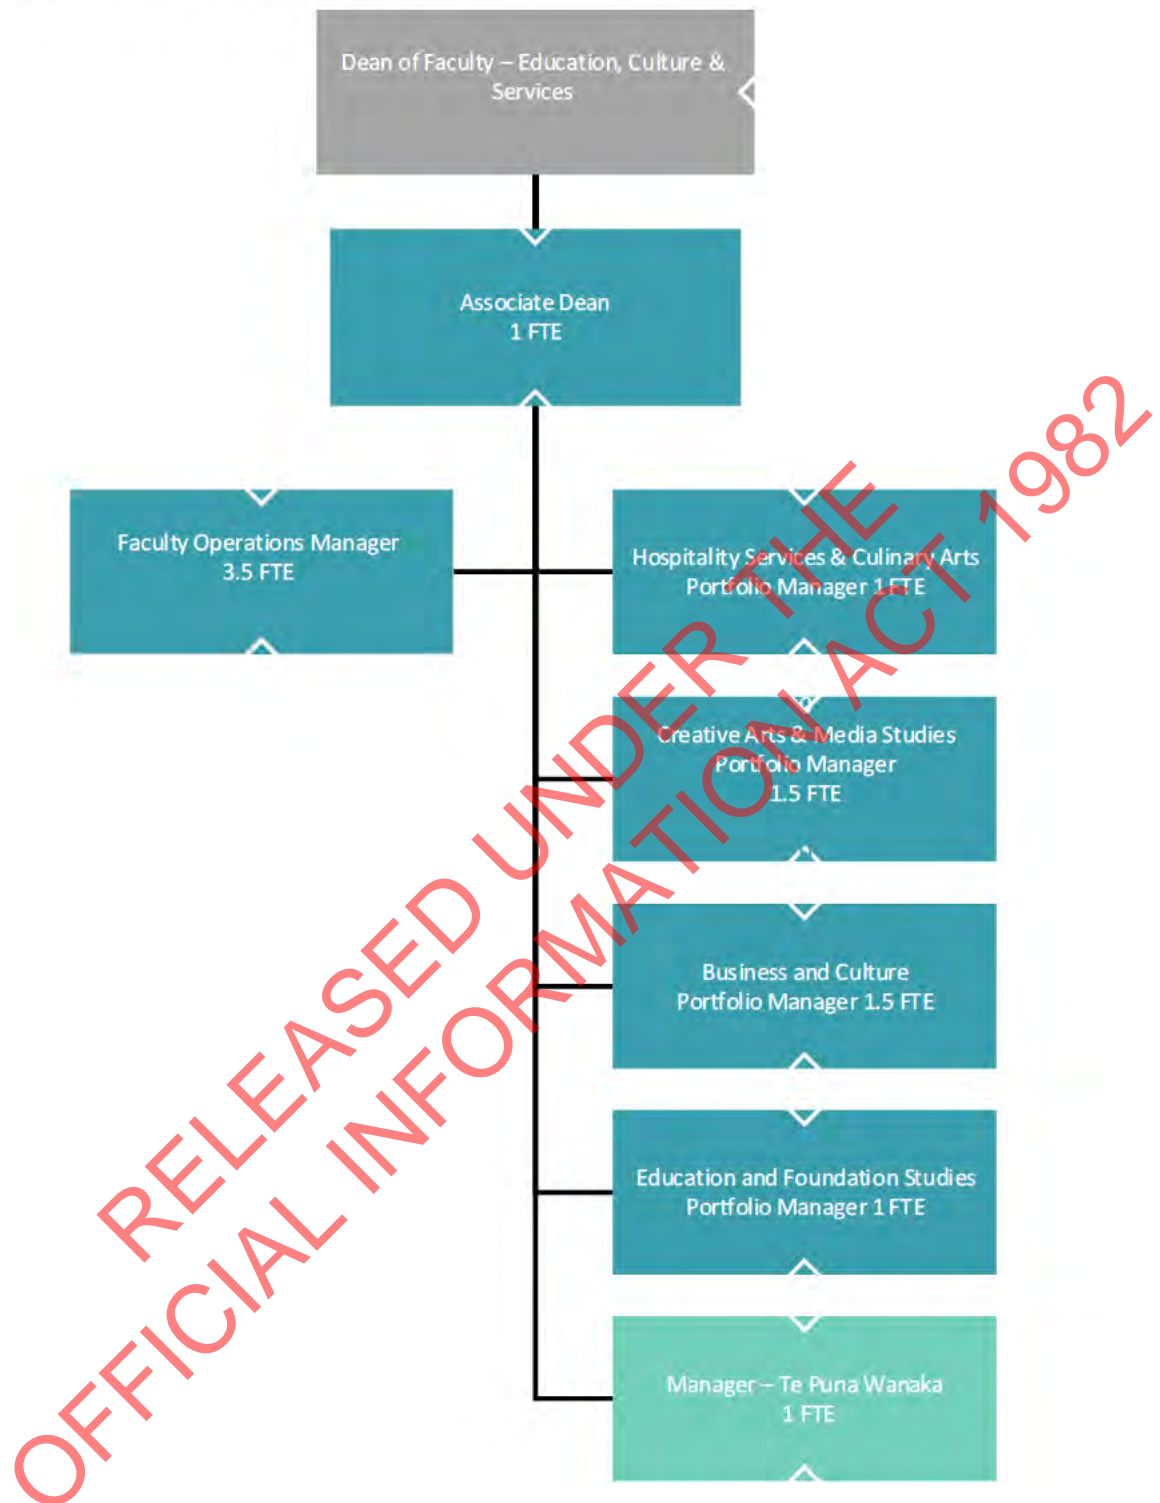 Dean of Faculty – Education, Culture &
Services
Associate Dean
1 FTE
Faculty Operations Manager
3.5 FTE
Hospitality Services & Culinary Arts
Portfolio Manager 1 FTE
Creative Arts & Media Studies
Portfolio Manager
1.5 FTE
Business and Culture
Portfolio Manager 1.5 FTE
Education and Foundation Studies
Portfolio Manager 1 FTE
Manager – Te Puna Wanaka
1 FTE
RELEASED UNDER THE
OFFICIAL INFORMATION ACT 1982